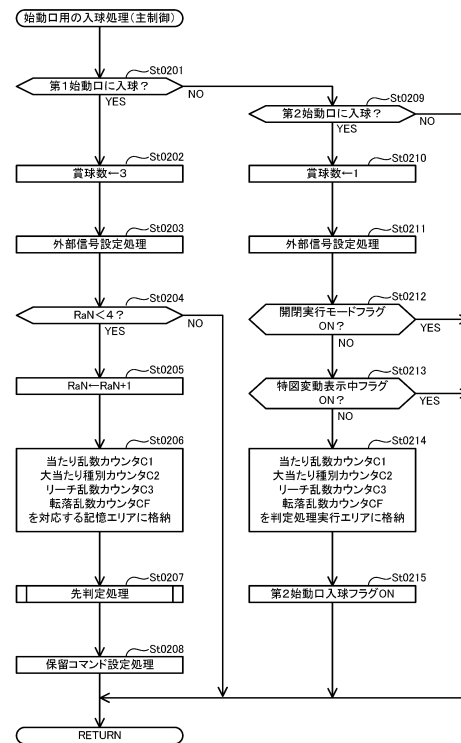 始動口用の入球処理(主制御)
St0201
第1始動口に入球？
YES
NO
St0202
賞球数←3
St0203
外部信号設定処理
St0204
RaN＜4？
YES
NO
St0205
RaN←RaN+1
St0206
当たり乱数カウンタC1
大当たり種別カウンタC2
リーチ乱数カウンタC3
転落乱数カウンタCF
を対応する記憶エリアに格納
St0207
先判定処理
St0208
保留コマンド設定処理
RETURN
St0209
第2始動口に入球？
YES
NO
St0210
賞球数←1
St0211
外部信号設定処理
St0212
開閉実行モードフラグ
ON？
YES
NO
St0213
特図変動表示中フラグ
ON？
YES
NO
St0214
当たり乱数カウンタC1
大当たり種別カウンタC2
リーチ乱数カウンタC3
転落乱数カウンタCF
を判定処理実行エリアに格納
St0215
第2始動口入球フラグON